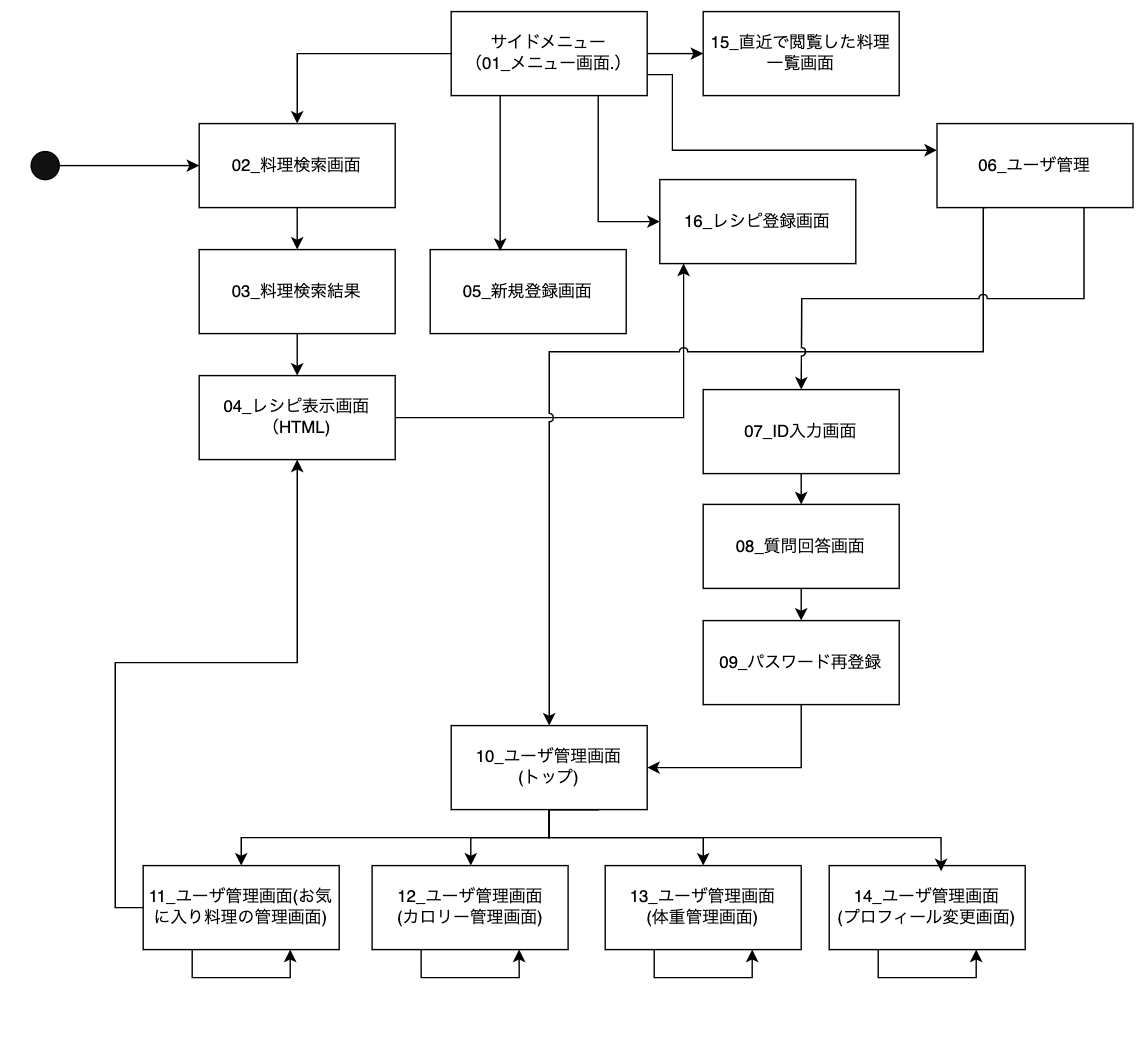 サイドメニュー
（01_メニュー画面.）
15_直近で閲覧した料理
一覧画面
02_料理検索画面
06_ユーザ管理
16_レシピ登録画面
03_料理検索結果
05_新規登録画面
04_レシピ表示画面
（HTML)
07_ID入力画面
08_質問回答画面
09_パスワード再登録
10_ユーザ管理画面
(トップ)
11_ユーザ管理画面(お気
に入り料理の管理画面)
12_ユーザ管理画面
(カロリー管理画面)
13_ユーザ管理画面
(体重管理画面)
14_ユーザ管理画面
(プロフィール変更画面)